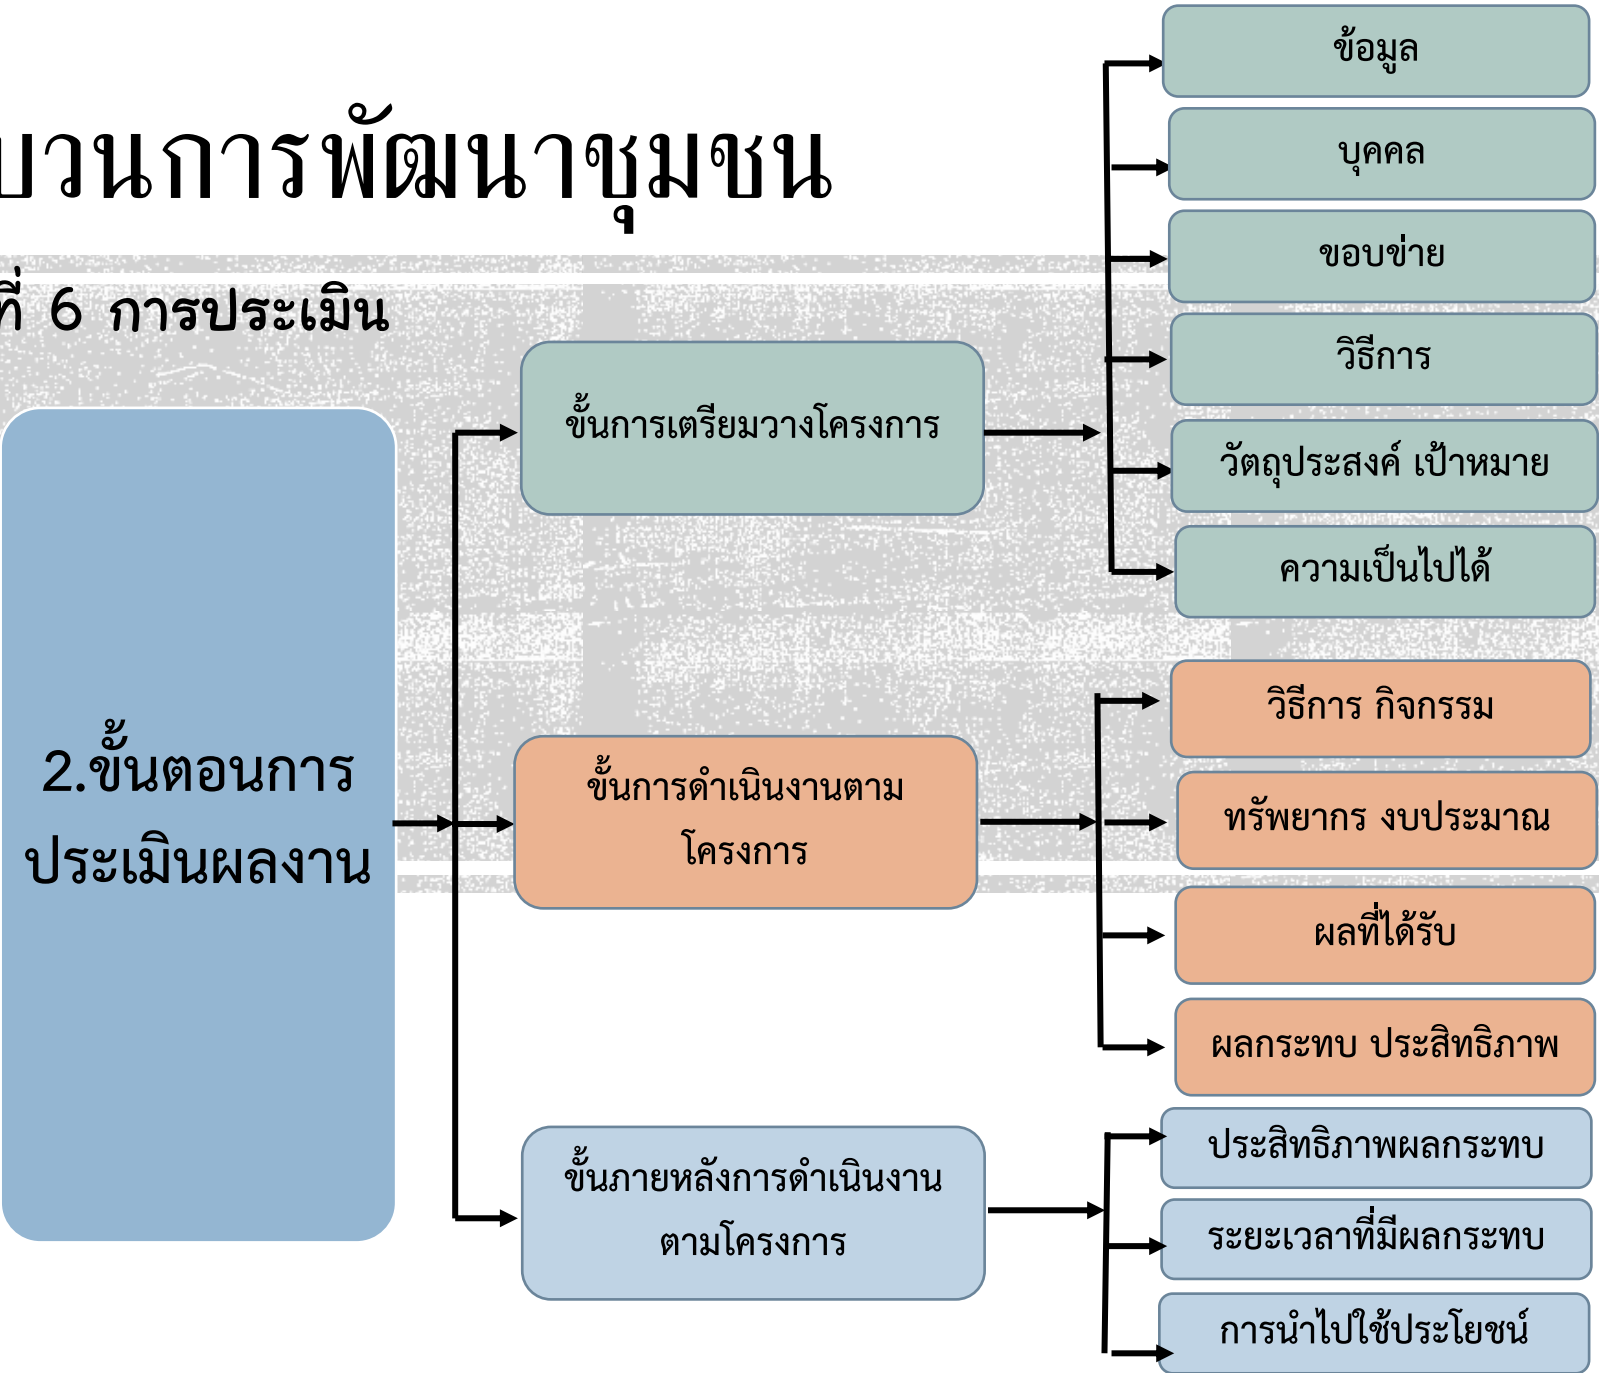 บวนการพัฒนาชุมชน
ที่ 6 การประเมิน
2.ขั้นตอนการ
ประเมินผลงาน
ขั้นการเตรียมวางโครงการ
ข้อมูล
บุคคล
ขอบข่าย
วิธีการ
วัตถุประสงค์ เป้าหมาย
ความเป็นไปได้
ขั้นการดำเนินงานตาม
โครงการ
วิธีการ กิจกรรม
ทรัพยากร งบประมาณ
ผลที่ได้รับ
ผลกระทบ ประสิทธิภาพ
ขั้นภายหลังการดำเนินงาน
ตามโครงการ
ประสิทธิภาพผลกระทบ
ระยะเวลาที่มีผลกระทบ
การนำไปใช้ประโยชน์